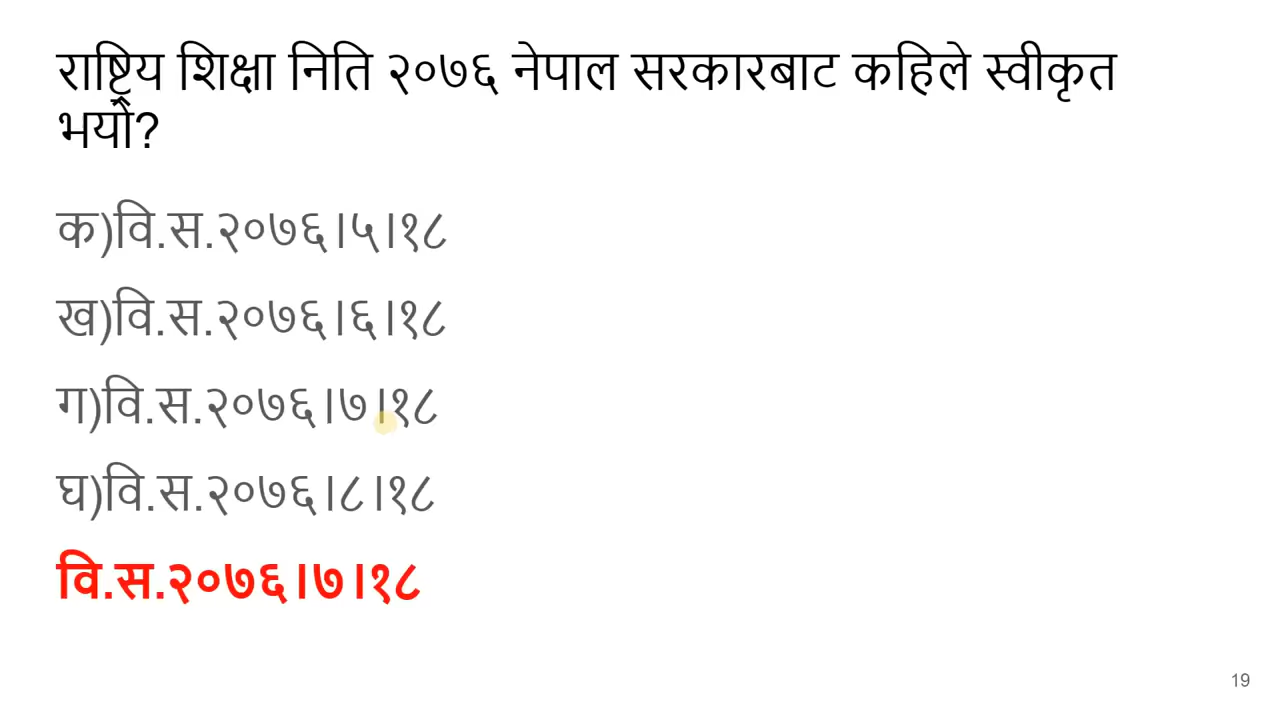 राष्ट्रिय शिक्षा निति २०७६ नेपाल सरकारबाट कहिले स्वीकृत
भयो?
क)वि.स.२०७६।५।१८
ख)वि.स.२०७६।६।१८
ग)वि.स.२०७६।७।१८
घ)वि.स.२०७६।८।१८
वि.स.२०७६।७।१८
19